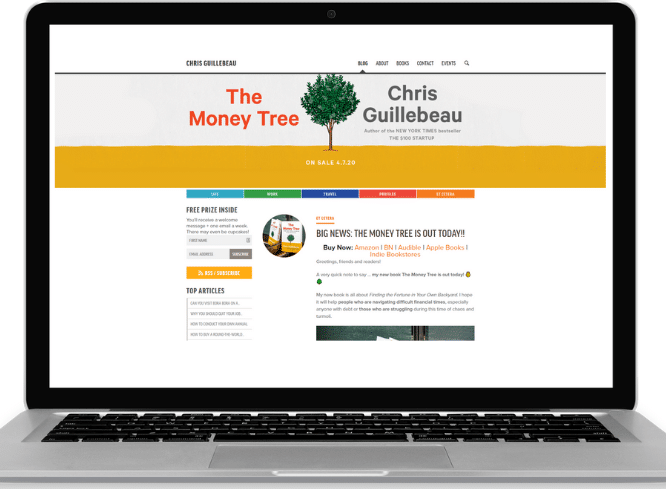 CHRIS GUILLEBEAU
BLOG ABOUT BOOKS CONTACT EVENTS
The
Money Tree
Chris
Guillebeau
Author of the NEW YORK TIMES bestseller
THE $100 STARTUP
ON SALE 4.7.20
LIFE WORK TRAVEL PROFILES ET CETERA
FREE PRIZE INSIDE
You'll receive a welcome
message + one email a week.
There may even be cupcakes!
FIRST NAME
EMAIL ADDRESS SUBSCRIBE
RSS / SUBSCRIBE
TOP ARTICLES
CAN YOU VISIT BORA BORA ON A..
WHY YOU SHOULD QUIT YOUR JOB..
HOW TO CONDUCT YOUR OWN ANNUAL
HOW TO BUY A ROUND-THE-WORLD..
ET CETERA
BIG NEWS: THE MONEY TREE IS OUT TODAY!!
Buy Now: Amazon | BN | Audible | Apple Books |
Indie Bookstores
Greetings, friends and readers!
A very quick note to say... my new book The Money Tree is out today!
My new book is all about Finding the Fortune in Your Own Backyard. I hope
it will help people who are navigating difficult financial times, especially
anyone with debt or those who are struggling during this time of chaos and
turmoil.